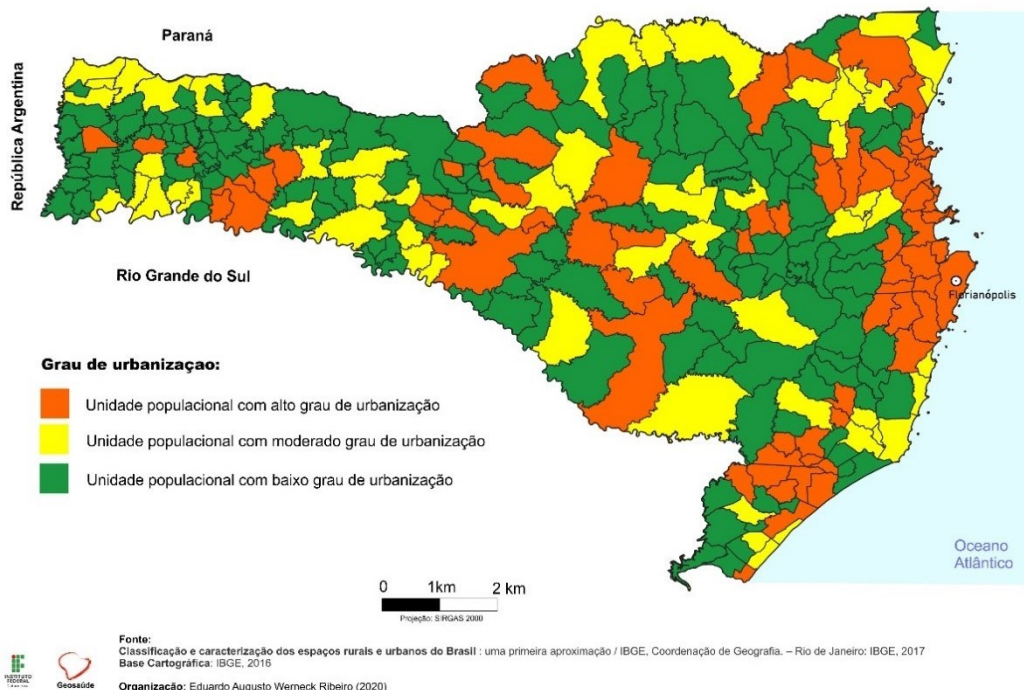 Paraná
República Argentina
Rio Grande do Sul
Florianópolis
Grau de urbanizaçao:
Unidade populacional com alto grau de urbanização
Unidade populacional com moderado grau de urbanização
Unidade populacional com baixo grau de urbanização
Oceano
Atlântico
0 1km 2 km
Projeção: SIRGAS 2000
Fonte:
Classificação e caracterização dos espaços rurais e urbanos do Brasil : uma primeira aproximação / IBGE, Coordenação de Geografia. – Rio de Janeiro: IBGE, 2017
Base Cartográfica: IBGE, 2016
INSTITUTO
FEDERAL
Geosaúde
Organização: Eduardo Augusto Werneck Ribeiro (2020)